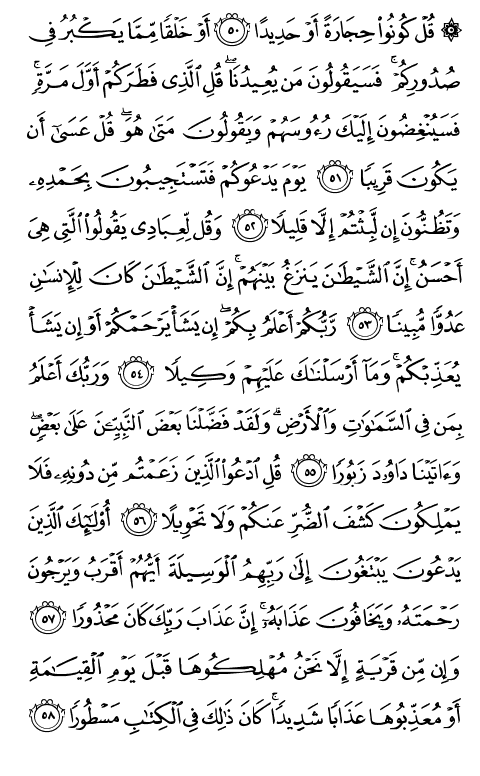 ۞ قُلۡ كُونُواْ حِجَارَةً أَوۡ حَدِيدًا ٥٠ أَوۡ خَلۡقٗا مِّمَّا يَكۡبُرُ فِي
صُدُورِكُمۡۚ فَسَيَقُولُونَ مَن يُعِيدُنَاۖ قُلِ ٱلَّذِي فَطَرَكُمۡ أَوَّلَ مَرَّةٖۚ
فَسَيُنۡغِضُونَ إِلَيۡكَ رُءُوسَهُمۡ وَيَقُولُونَ مَتَىٰ هُوَۖ قُلۡ عَسَىٰٓ أَن
يَكُونَ قَرِيبٗا ٥١ يَوۡمَ يَدۡعُوكُمۡ فَتَسۡتَجِيبُونَ بِحَمۡدِهِۦ
وَتَظُنُّونَ إِن لَّبِثۡتُمۡ إِلَّا قَلِيلٗا ٥٢ وَقُل لِّعِبَادِي يَقُولُواْ ٱلَّتِي هِيَ
أَحۡسَنُۚ إِنَّ ٱلشَّيۡطَٰنَ يَنزَغُ بَيۡنَهُمۡۚ إِنَّ ٱلشَّيۡطَٰنَ كَانَ لِلۡإِنسَٰنِ
عَدُوّٗا مُّبِينٗا ٥٣ رَّبُّكُمۡ أَعۡلَمُ بِكُمۡۖ إِن يَشَأۡ يَرۡحَمۡكُمۡ أَوۡ إِن يَشَأۡ
يُعَذِّبۡكُمۡۚ وَمَآ أَرۡسَلۡنَٰكَ عَلَيۡهِمۡ وَكِيلٗا ٥٤ وَرَبُّكَ أَعۡلَمُ
بِمَن فِي ٱلسَّمَٰوَٰتِ وَٱلۡأَرۡضِۗ وَلَقَدۡ فَضَّلۡنَا بَعۡضَ ٱلنَّبِيِّـۧنَ عَلَىٰ بَعۡضٖۖ
وَءَاتَيۡنَا دَاوُۥدَ زَبُورٗا ٥٥ قُلِ ٱدۡعُواْ ٱلَّذِينَ زَعَمۡتُم مِّن دُونِهِۦ فَلَا
يَمۡلِكُونَ كَشۡفَ ٱلضُّرِّ عَنكُمۡ وَلَا تَحۡوِيلًا ٥٦ أُوْلَٰٓئِكَ ٱلَّذِينَ
يَدۡعُونَ يَبۡتَغُونَ إِلَىٰ رَبِّهِمُ ٱلۡوَسِيلَةَ أَيُّهُمۡ أَقۡرَبُ وَيَرۡجُونَ
رَحۡمَتَهُۥ وَيَخَافُونَ عَذَابَهُۥٓۚ إِنَّ عَذَابَ رَبِّكَ كَانَ مَحۡذُورٗا ٥٧
وَإِن مِّن قَرۡيَةٍ إِلَّا نَحۡنُ مُهۡلِكُوهَا قَبۡلَ يَوۡمِ ٱلۡقِيَٰمَةِ
أَوۡ مُعَذِّبُوهَا عَذَابٗا شَدِيدٗاۚ كَانَ ذَٰلِكَ فِي ٱلۡكِتَٰبِ مَسۡطُورٗا ٥٨